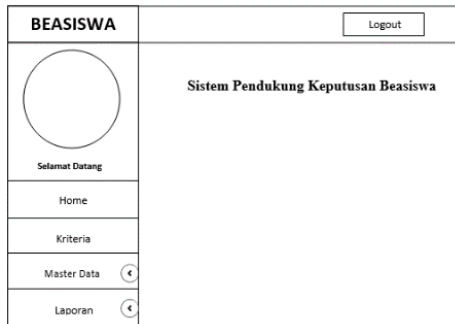 BEASISWA
Logout
Sistem Pendukung Keputusan Beasiswa
Selamat Datang
Home
Kriteria
Master Data
Laporan